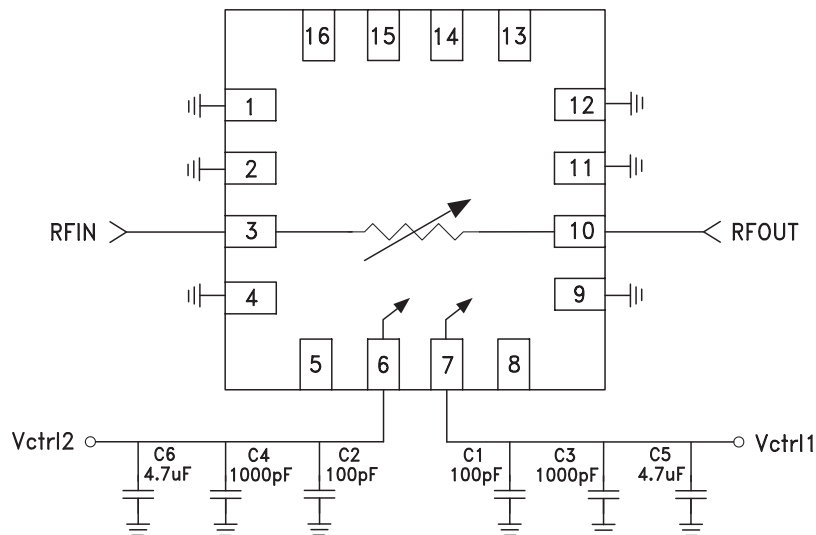 16 15 14 13
1 12
2 11
RFIN 3 10 RFOUT
4 9
5 6 7 8
Vctrl2 Vctrl1
C6 C4 C2 C1 C3 C5
4.7uF 1000pF 100pF 100pF 1000pF 4.7uF